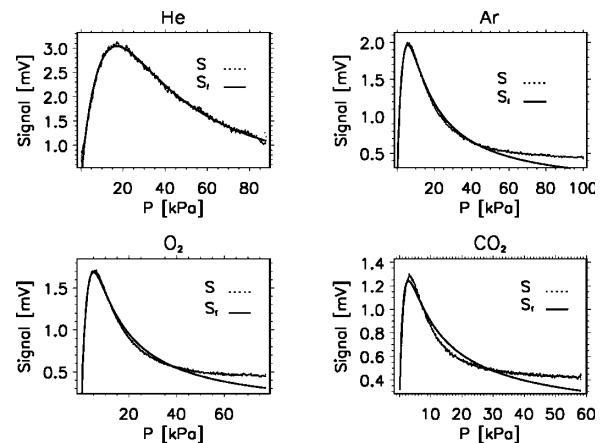 He
Signal [mV]
3.0
2.5
2.0
1.5
1.0
S
Sf
20 40 60 80
P [kPa]
Ar
Signal [mV]
2.0
1.5
1.0
0.5
S
Sf
0 20 40 60 80 100
P [kPa]
O₂
Signal [mV]
1.5
1.0
0.5
S
Sf
20 40 60
P [kPa]
CO₂
Signal [mV]
1.4
1.2
1.0
0.8
0.6
0.4
S
Sf
10 20 30 40 50 60
P [kPa]